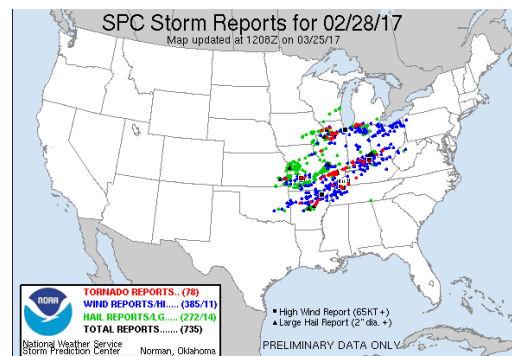 SPC Storm Reports for 02/28/17
Map updated at 1208Z on 03/25/17
NOAA
TORNADO REPORTS.. (78)
WIND REPORTS/HI..... (385/11)
HAIL REPORTS/LG..... (272/14)
TOTAL REPORTS....... (735)
National Weather Service
Storm Prediction Center Norman, Oklahoma
High Wind Report (65KT +)
Large Hail Report (2" dia. +)
PRELIMINARY DATA ONLY